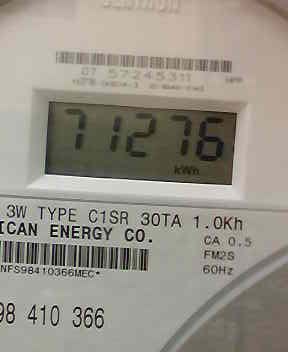 CENTRON
07 57245311
71276
kWh
3W TYPE C1SR 30TA 1.0Kh
ICAN ENERGY CO.
CA 0.5
FM2S
NFS98410366MEC*
60Hz
98 410 366